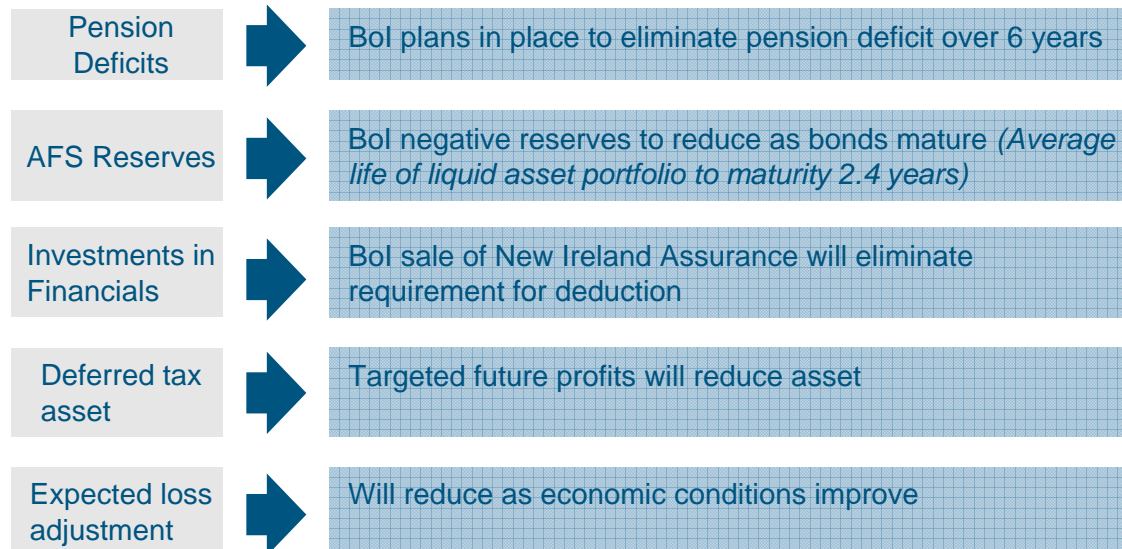 Pension
Deficits
BoI plans in place to eliminate pension deficit over 6 years
AFS Reserves
BoI negative reserves to reduce as bonds mature (Average
life of liquid asset portfolio to maturity 2.4 years)
Investments in
Financials
BoI sale of New Ireland Assurance will eliminate
requirement for deduction
Deferred tax
asset
Targeted future profits will reduce asset
Expected loss
adjustment
Will reduce as economic conditions improve